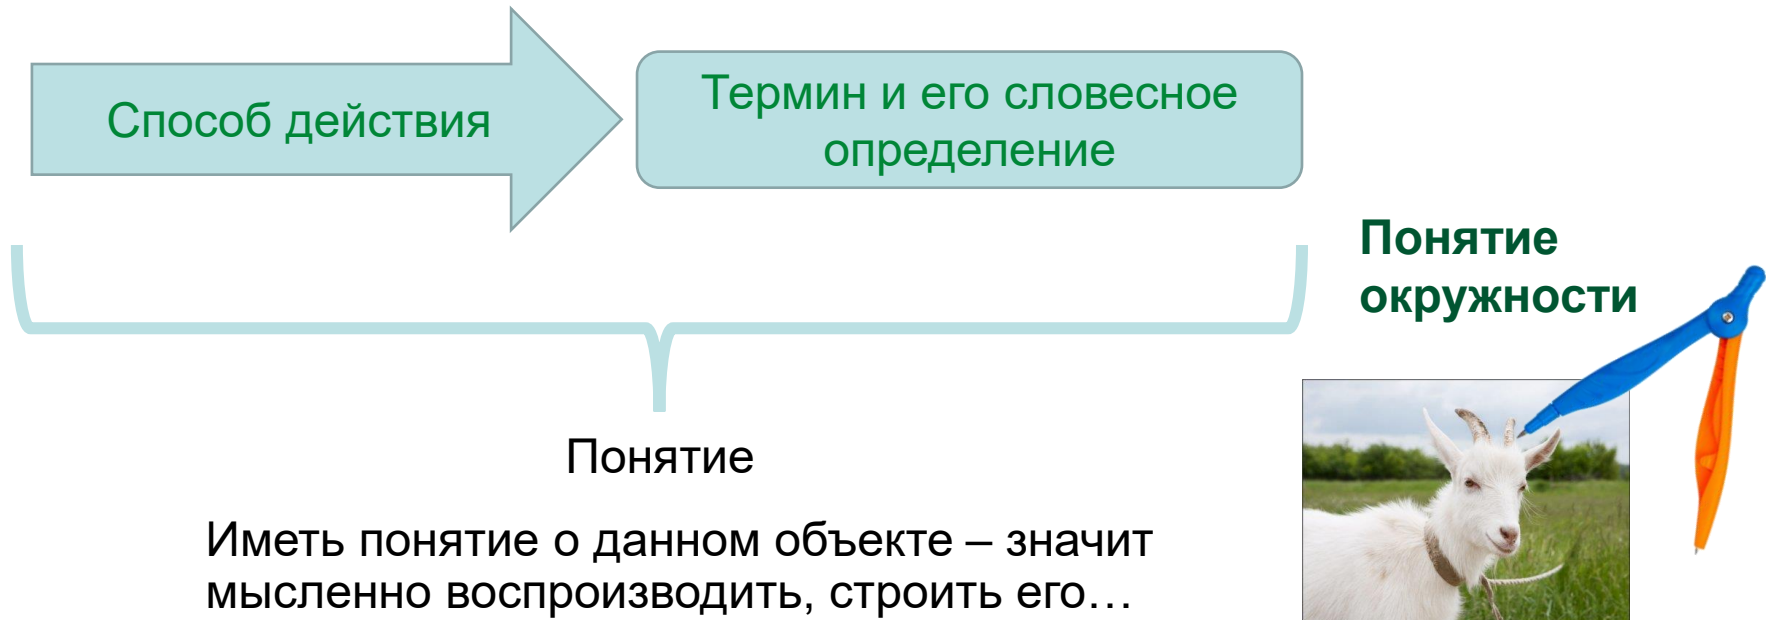 Способ действия
Термин и его словесное
определение
Понятие
окружности
Понятие
Иметь понятие о данном объекте – значит
мысленно воспроизводить, строить его…